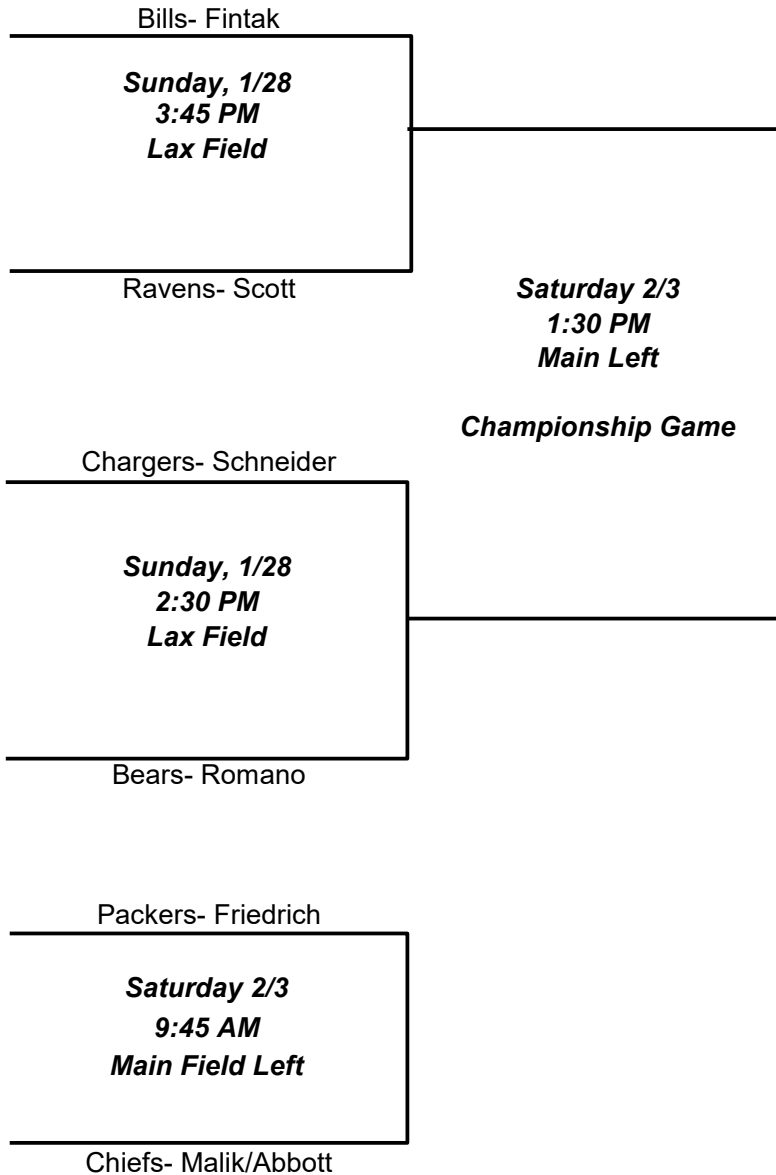 Bills- Fintak
Sunday, 1/28
3:45 PM
Lax Field
Ravens- Scott
Saturday 2/3
1:30 PM
Main Left
Championship Game
Chargers- Schneider
Sunday, 1/28
2:30 PM
Lax Field
Bears- Romano
Packers- Friedrich
Saturday 2/3
9:45 AM
Main Field Left
Chiefs- Malik/Abbott